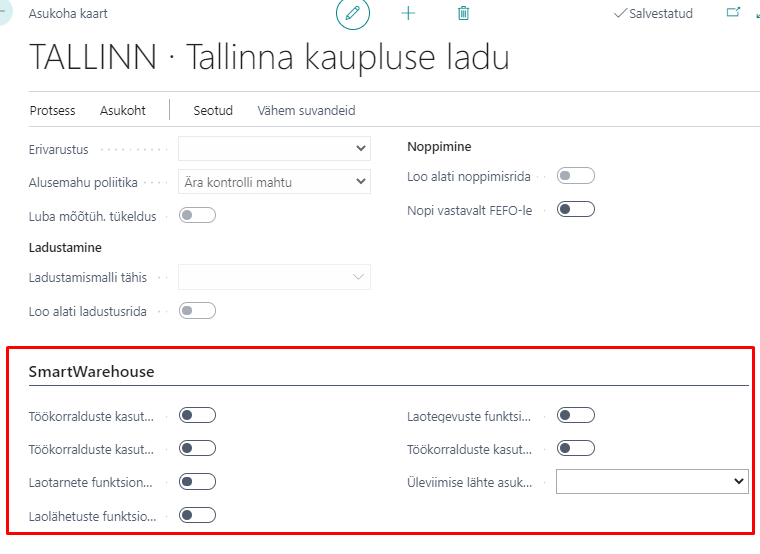 Asukoha kaart
Salvestatud
TALLINN · Tallinna kaupluse ladu
Protsess
Asukoht
Seotud
Vähem suvandeid
Erivarustus
Alusemahu poliitika
Ära kontrolli mahtu
Luba mõõtüh. tükeldus
Ladustamine
Ladustamismalli tähis
Loo alati ladustusrida
Noppimine
Loo alati noppimisrida
Nopi vastavalt FEFO-le
SmartWarehouse
Töökorralduste kasut...
Töökorralduste kasut...
Laotarnete funktsion...
Laolähetuste funktsio...
Laotegevuste funktsi...
Töökorralduste kasut...
Üleviimise lähte asuk...